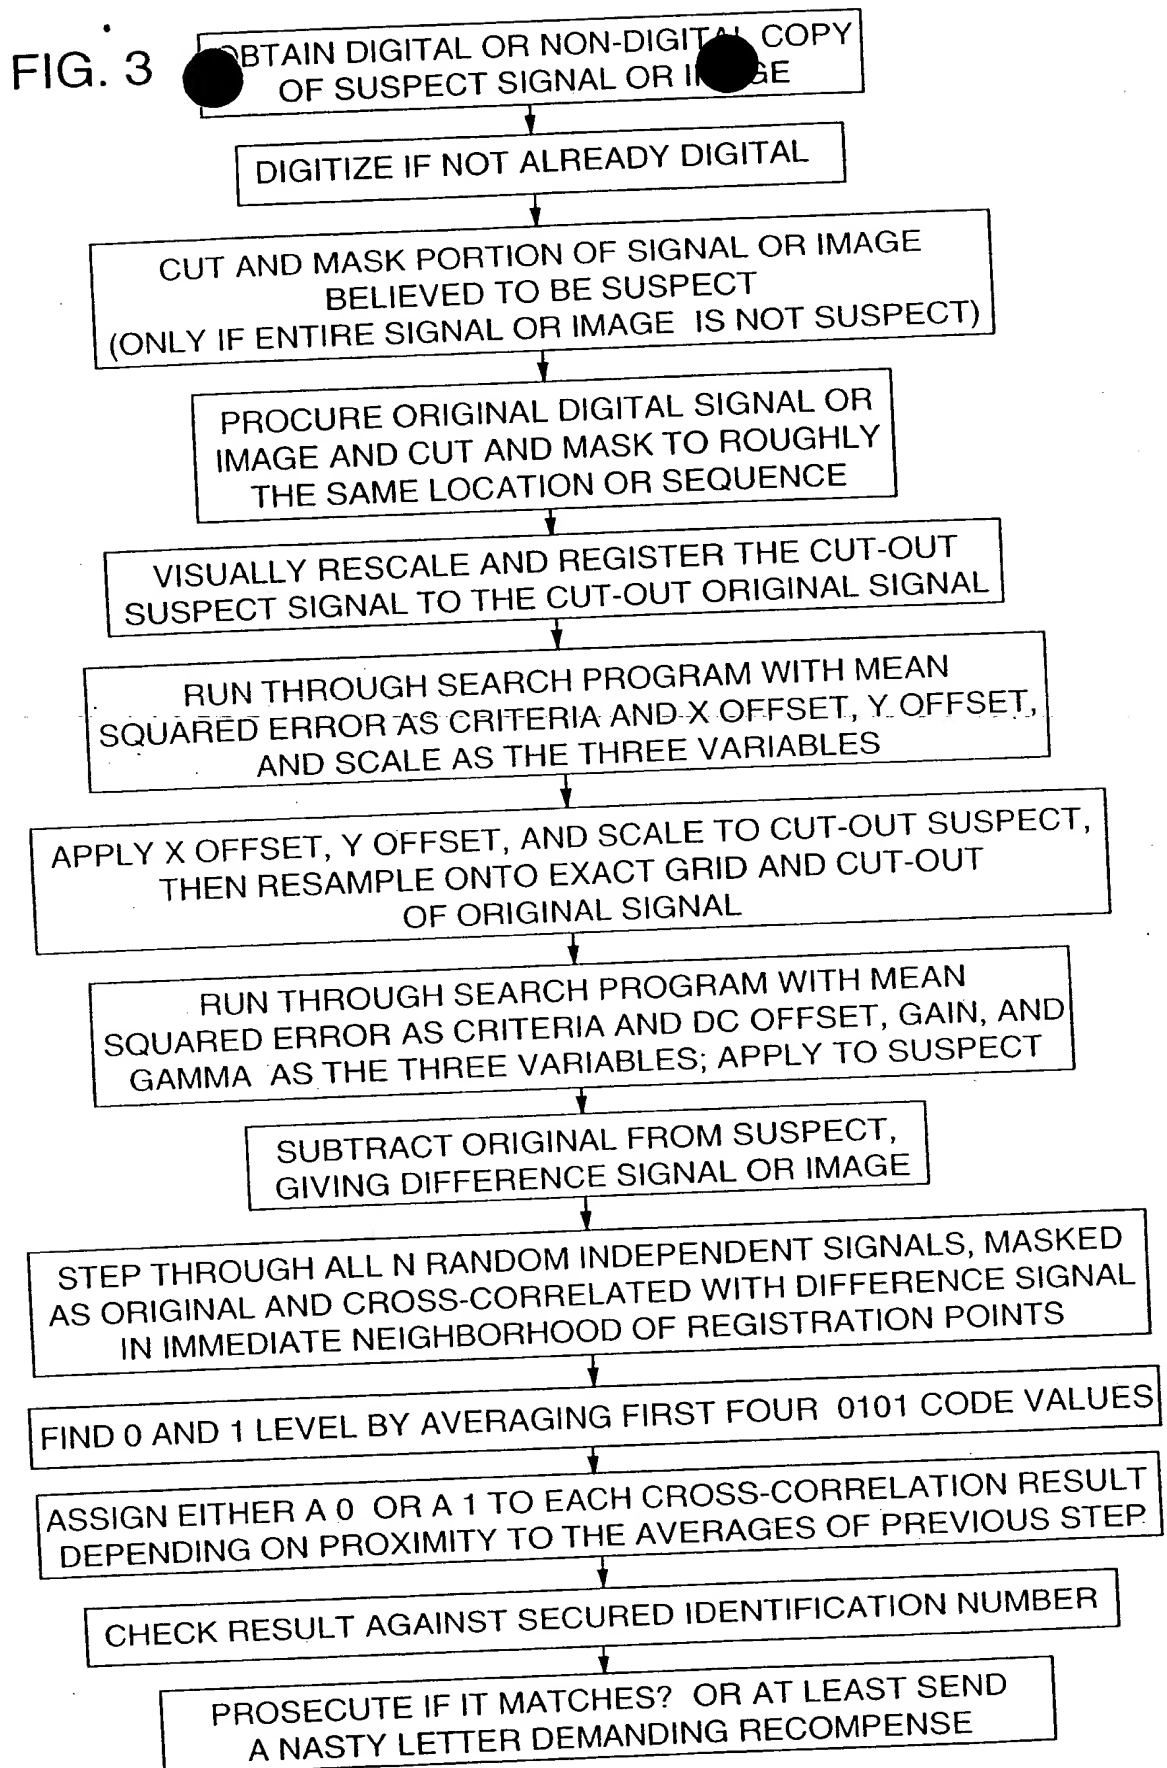 FIG. 3
OBTAIN DIGITAL OR NON-DIGITAL COPY
OF SUSPECT SIGNAL OR IMAGE
DIGITIZE IF NOT ALREADY DIGITAL
CUT AND MASK PORTION OF SIGNAL OR IMAGE
BELIEVED TO BE SUSPECT
(ONLY IF ENTIRE SIGNAL OR IMAGE IS NOT SUSPECT)
PROCURE ORIGINAL DIGITAL SIGNAL OR
IMAGE AND CUT AND MASK TO ROUGHLY
THE SAME LOCATION OR SEQUENCE
VISUALLY RESCALE AND REGISTER THE CUT-OUT
SUSPECT SIGNAL TO THE CUT-OUT ORIGINAL SIGNAL
RUN THROUGH SEARCH PROGRAM WITH MEAN
SQUARED ERROR AS CRITERIA AND X OFFSET, Y OFFSET,
AND SCALE AS THE THREE VARIABLES
APPLY X OFFSET, Y OFFSET, AND SCALE TO CUT-OUT SUSPECT,
THEN RESAMPLE ONTO EXACT GRID AND CUT-OUT
OF ORIGINAL SIGNAL
RUN THROUGH SEARCH PROGRAM WITH MEAN
SQUARED ERROR AS CRITERIA AND DC OFFSET, GAIN, AND
GAMMA AS THE THREE VARIABLES; APPLY TO SUSPECT
SUBTRACT ORIGINAL FROM SUSPECT,
GIVING DIFFERENCE SIGNAL OR IMAGE
STEP THROUGH ALL N RANDOM INDEPENDENT SIGNALS, MASKED
AS ORIGINAL AND CROSS-CORRELATED WITH DIFFERENCE SIGNAL
IN IMMEDIATE NEIGHBORHOOD OF REGISTRATION POINTS
FIND 0 AND 1 LEVEL BY AVERAGING FIRST FOUR 0101 CODE VALUES
ASSIGN EITHER A 0 OR A 1 TO EACH CROSS-CORRELATION RESULT
DEPENDING ON PROXIMITY TO THE AVERAGES OF PREVIOUS STEP.
CHECK RESULT AGAINST SECURED IDENTIFICATION NUMBER
PROSECUTE IF IT MATCHES? OR AT LEAST SEND
A NASTY LETTER DEMANDING RECOMPENSE